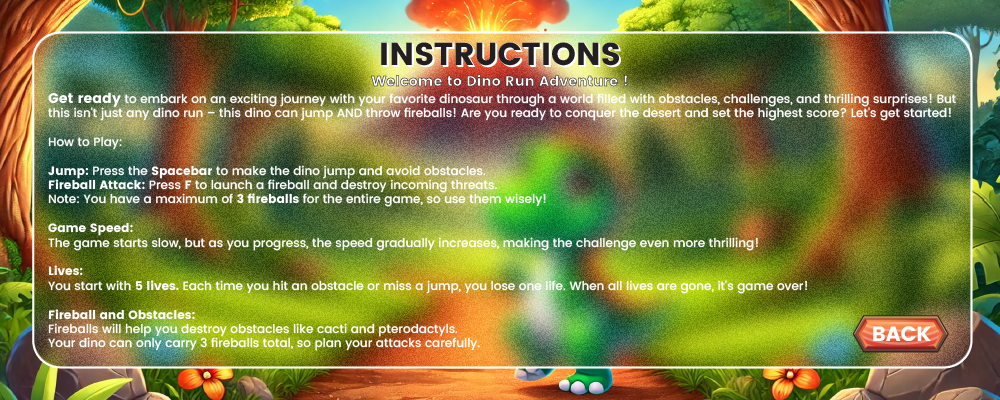 INSTRUCTIONS
Welcome to Dino Run Adventure !
Get ready to embark on an exciting journey with your favorite dinosaur through a world filled with obstacles, challenges, and thrilling surprises! But
this isn't just any dino run – this dino can jump AND throw fireballs! Are you ready to conquer the desert and set the highest score? Let's get started!
How to Play:
Jump: Press the Spacebar to make the dino jump and avoid obstacles.
Fireball Attack: Press F to launch a fireball and destroy incoming threats.
Note: You have a maximum of 3 fireballs for the entire game, so use them wisely!
Game Speed:
The game starts slow, but as you progress, the speed gradually increases, making the challenge even more thrilling!
Lives:
You start with 5 lives. Each time you hit an obstacle or miss a jump, you lose one life. When all lives are gone, it's game over!
Fireball and Obstacles:
Fireballs will help you destroy obstacles like cacti and pterodactyls.
Your dino can only carry 3 fireballs total, so plan your attacks carefully.
BACK